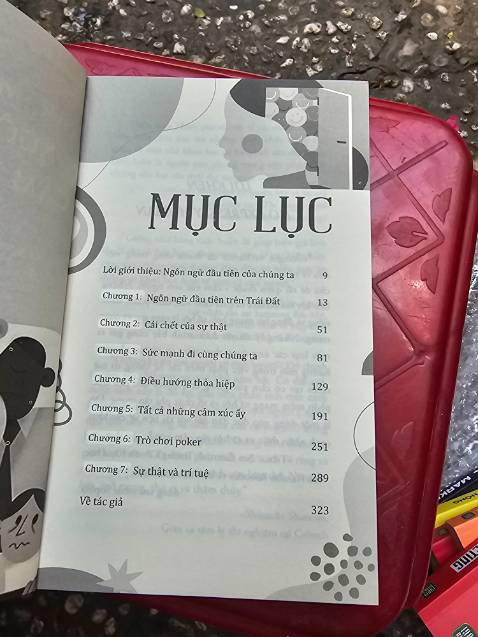 MỤC LỤC
Lời giới thiệu: Ngôn ngữ đầu tiên của chúng ta 9
Chương 1: Ngôn ngữ đầu tiên trên Trái Đất 13
Chương 2: Cái chết của sự thật 51
Chương 3: Sức mạnh đi cùng chúng ta 81
Chương 4: Điều hướng thỏa hiệp 129
Chương 5: Tất cả những cảm xúc ấy 191
Chương 6: Trò chơi poker 251
Chương 7: Sự thật và trí tuệ 289
Về tác giả 323